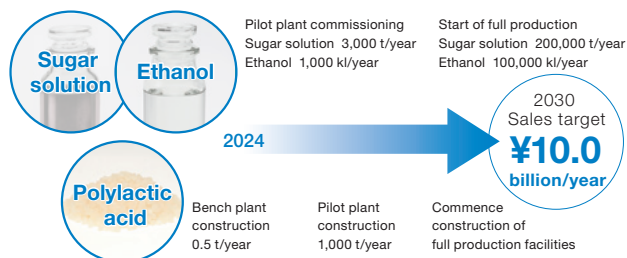 Sugar
solution
Ethanol
Pilot plant commissioning
Sugar solution 3,000 t/year
Ethanol 1,000 kl/year
Start of full production
Sugar solution 200,000 t/year
Ethanol 100,000 kl/year
2024
2030
Sales target
¥10.0
billion/year
Polylactic
acid
Bench plant
construction
0.5 t/year
Pilot plant
construction
1,000 t/year
Commence
construction of
full production facilities